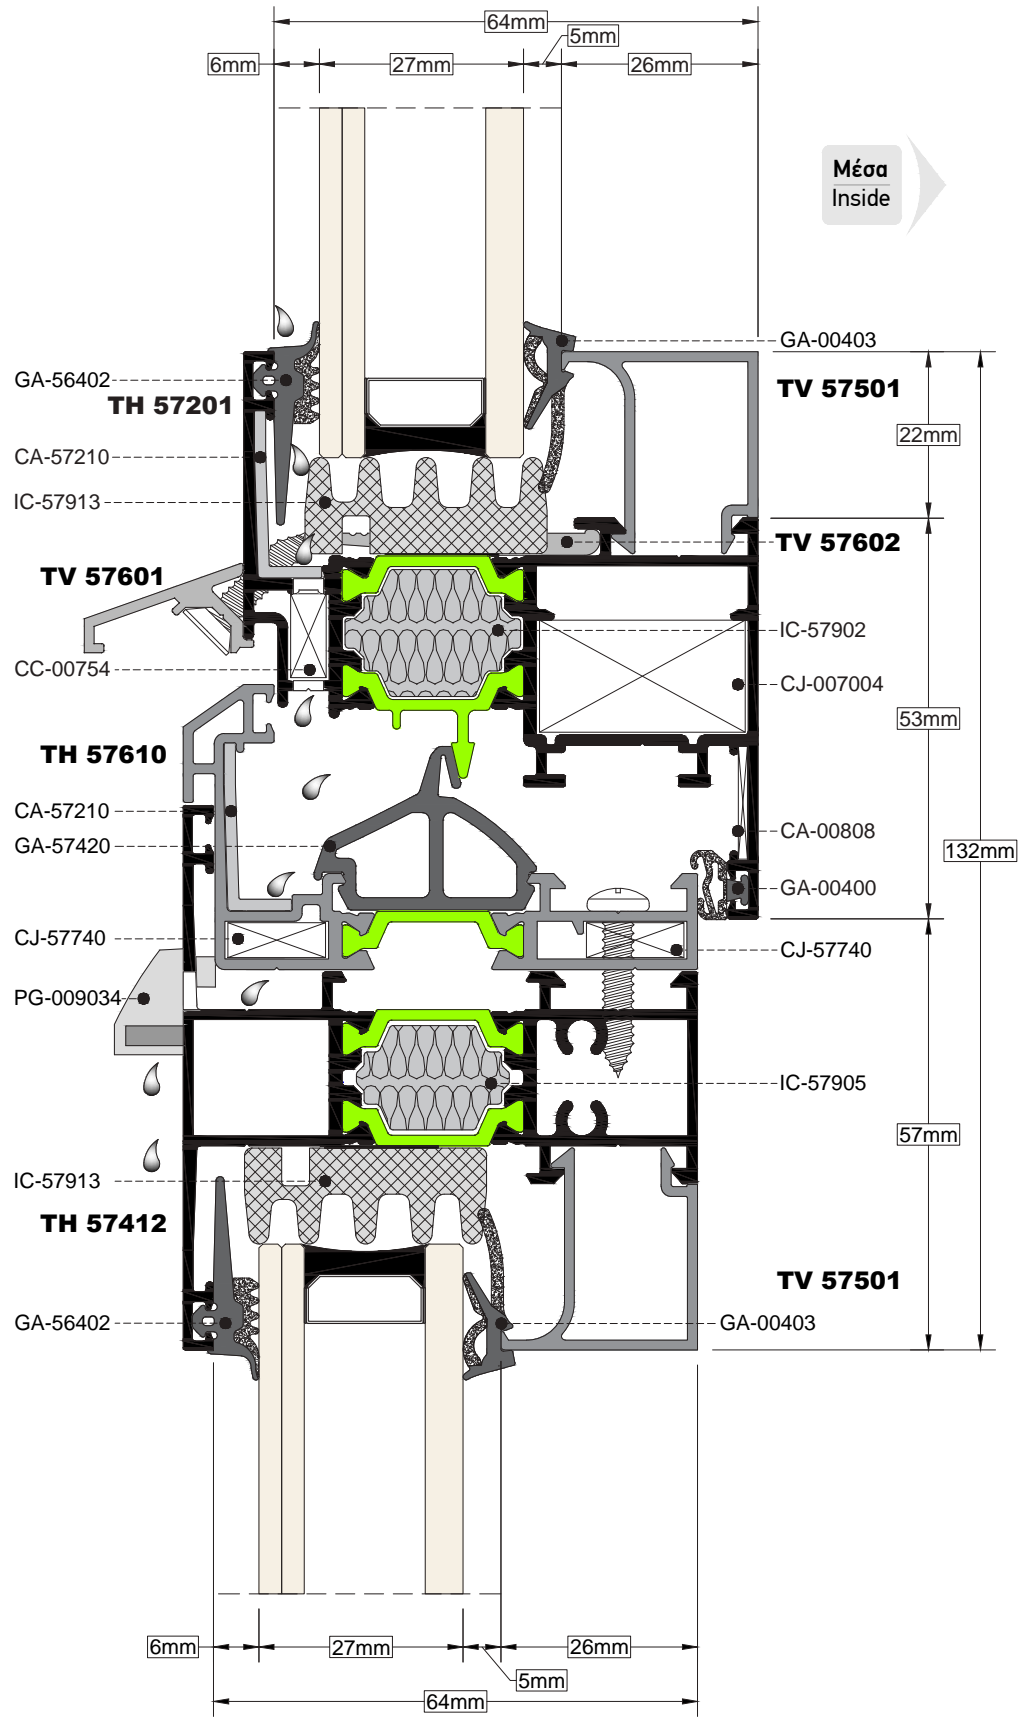 64mm
5mm
6mm
27mm
26mm
Μέσα
Inside
GA-00403
GA-56402
TH 57201
TV 57501
22mm
CA-57210
IC-57913
TV 57602
TV 57601
IC-57902
CC-00754
CJ-007004
53mm
TH 57610
CA-57210
GA-57420
CA-00808
132mm
GA-00400
CJ-57740
CJ-57740
PG-009034
IC-57905
57mm
IC-57913
TH 57412
TV 57501
GA-56402
GA-00403
6mm
27mm
26mm
5mm
64mm